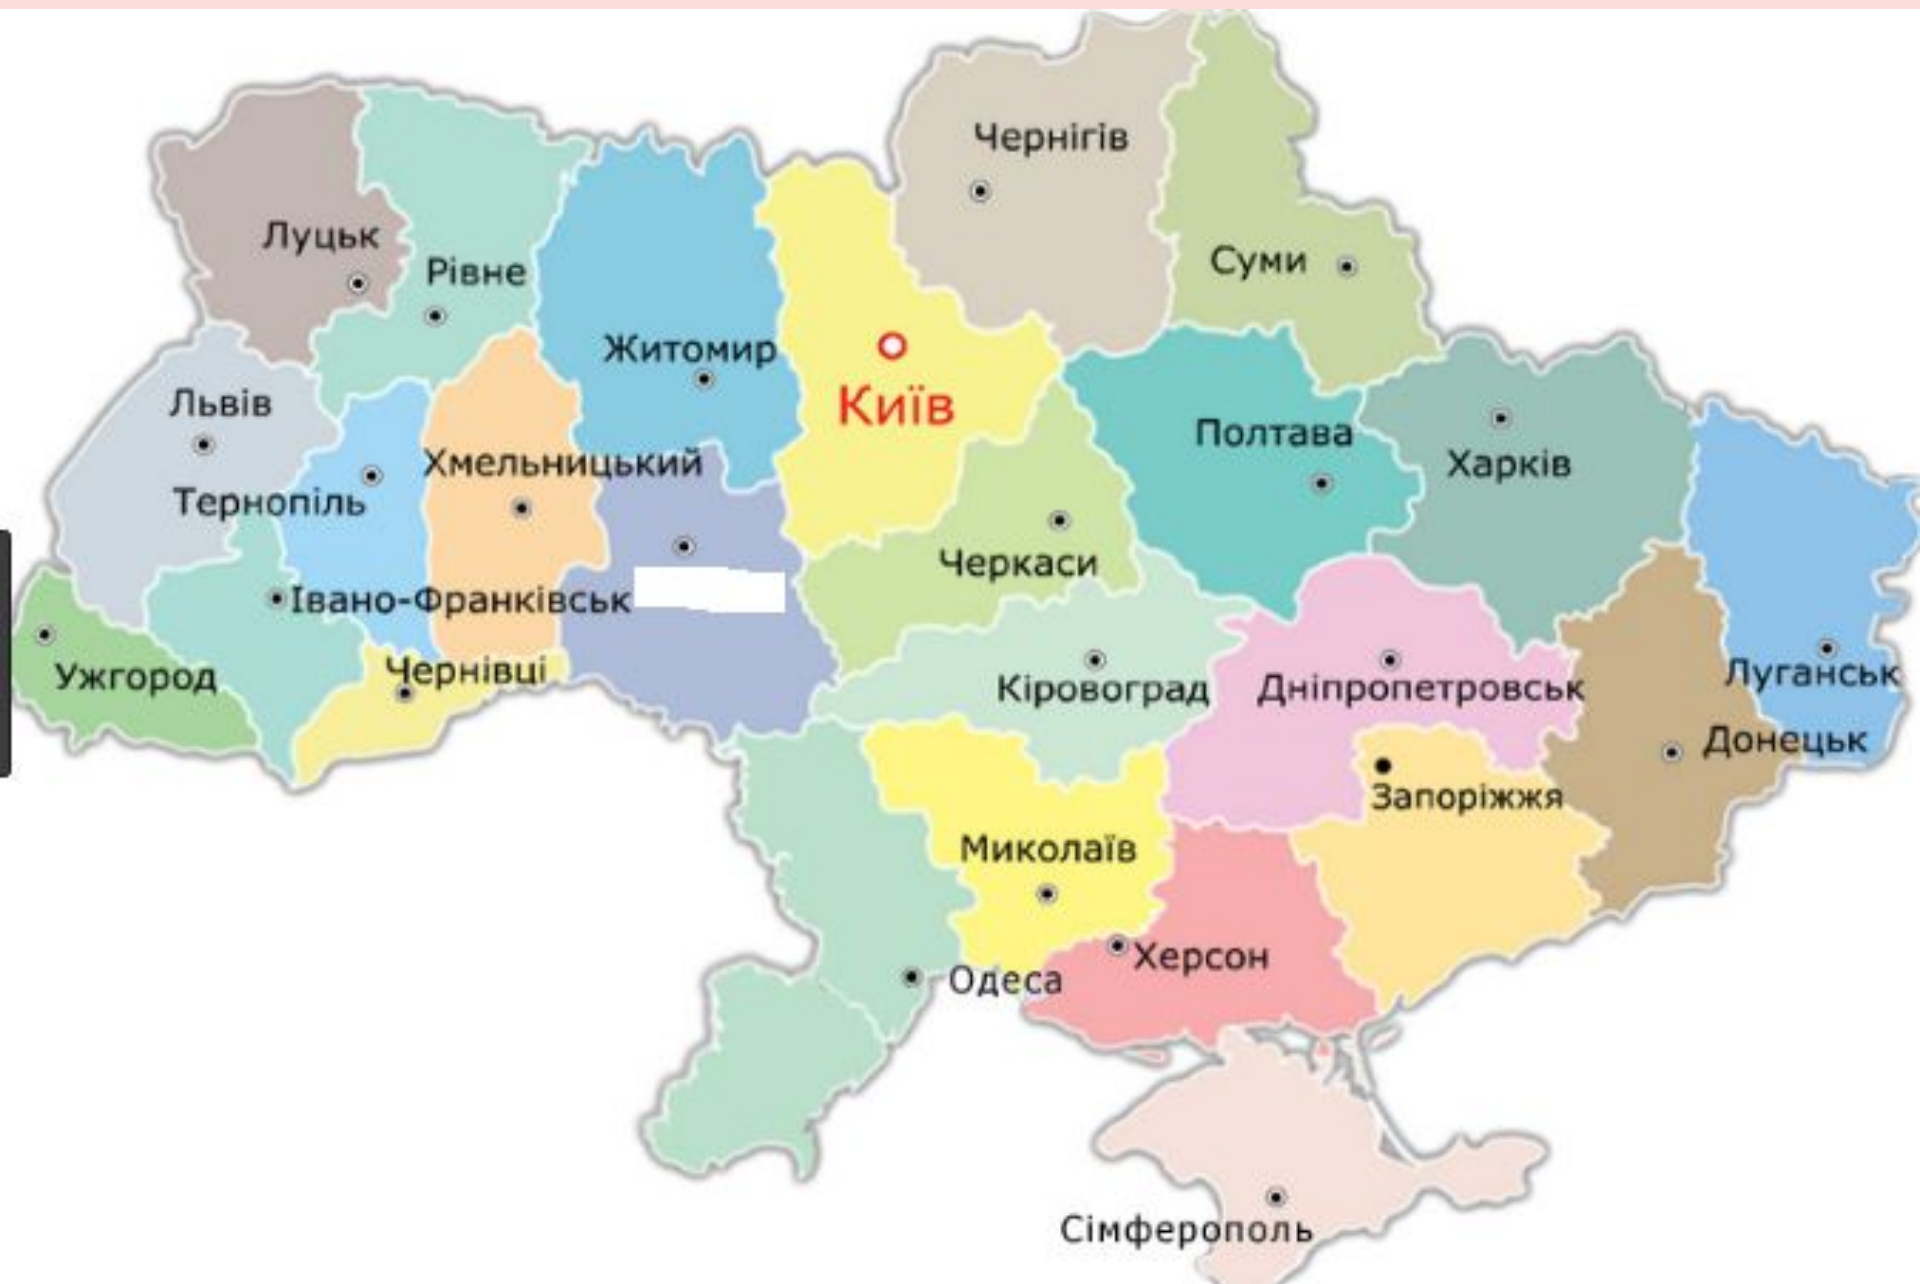 Чернігів
Луцьк
Суми
Рівне
Житомир
Київ
Львів
Полтава
Хмельницький
Харків
Тернопіль
Черкаси
Івано-Франківськ
Чернівці
Ужгород
Кіровоград
Дніпропетровськ
Луганськ
Донецьк
Запоріжжя
Миколаїв
Херсон
Одеса
Сімферополь